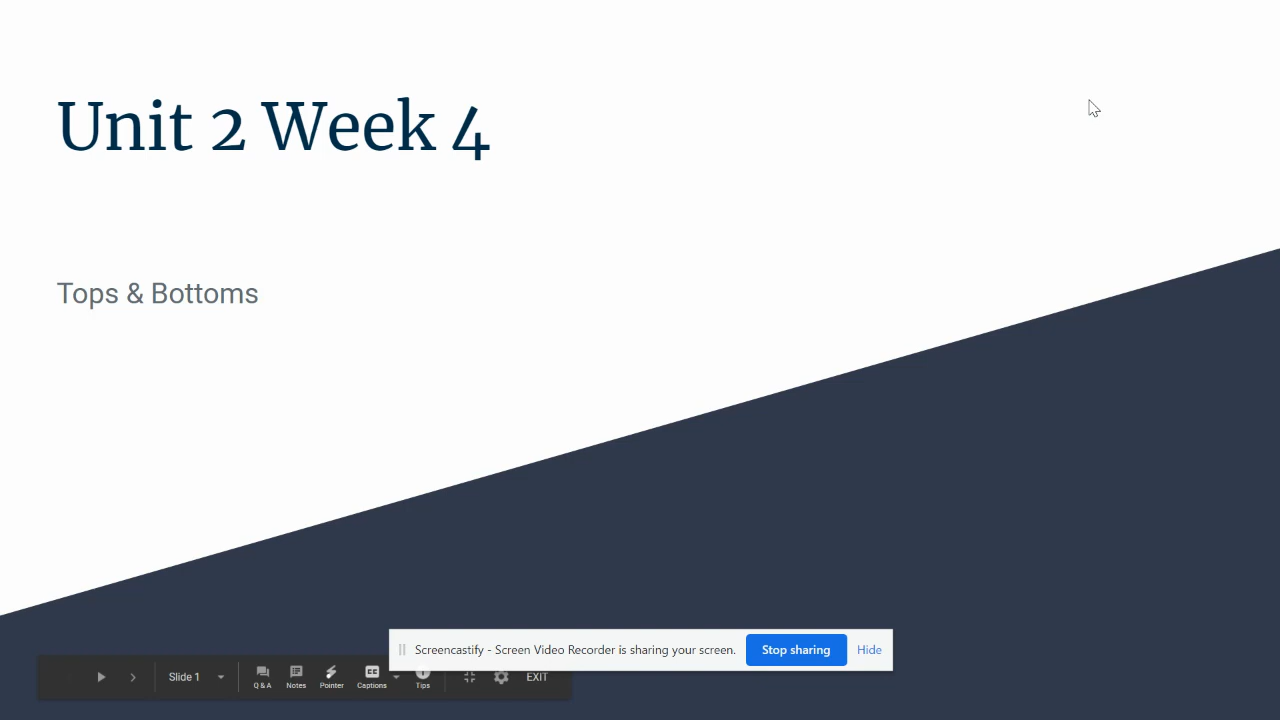 Unit 2 Week 4
Tops & Bottoms
Screencastify - Screen Video Recorder is sharing your screen. Stop sharing Hide
Slide 1 Q & A Notes Pointer Captions Tips EXIT